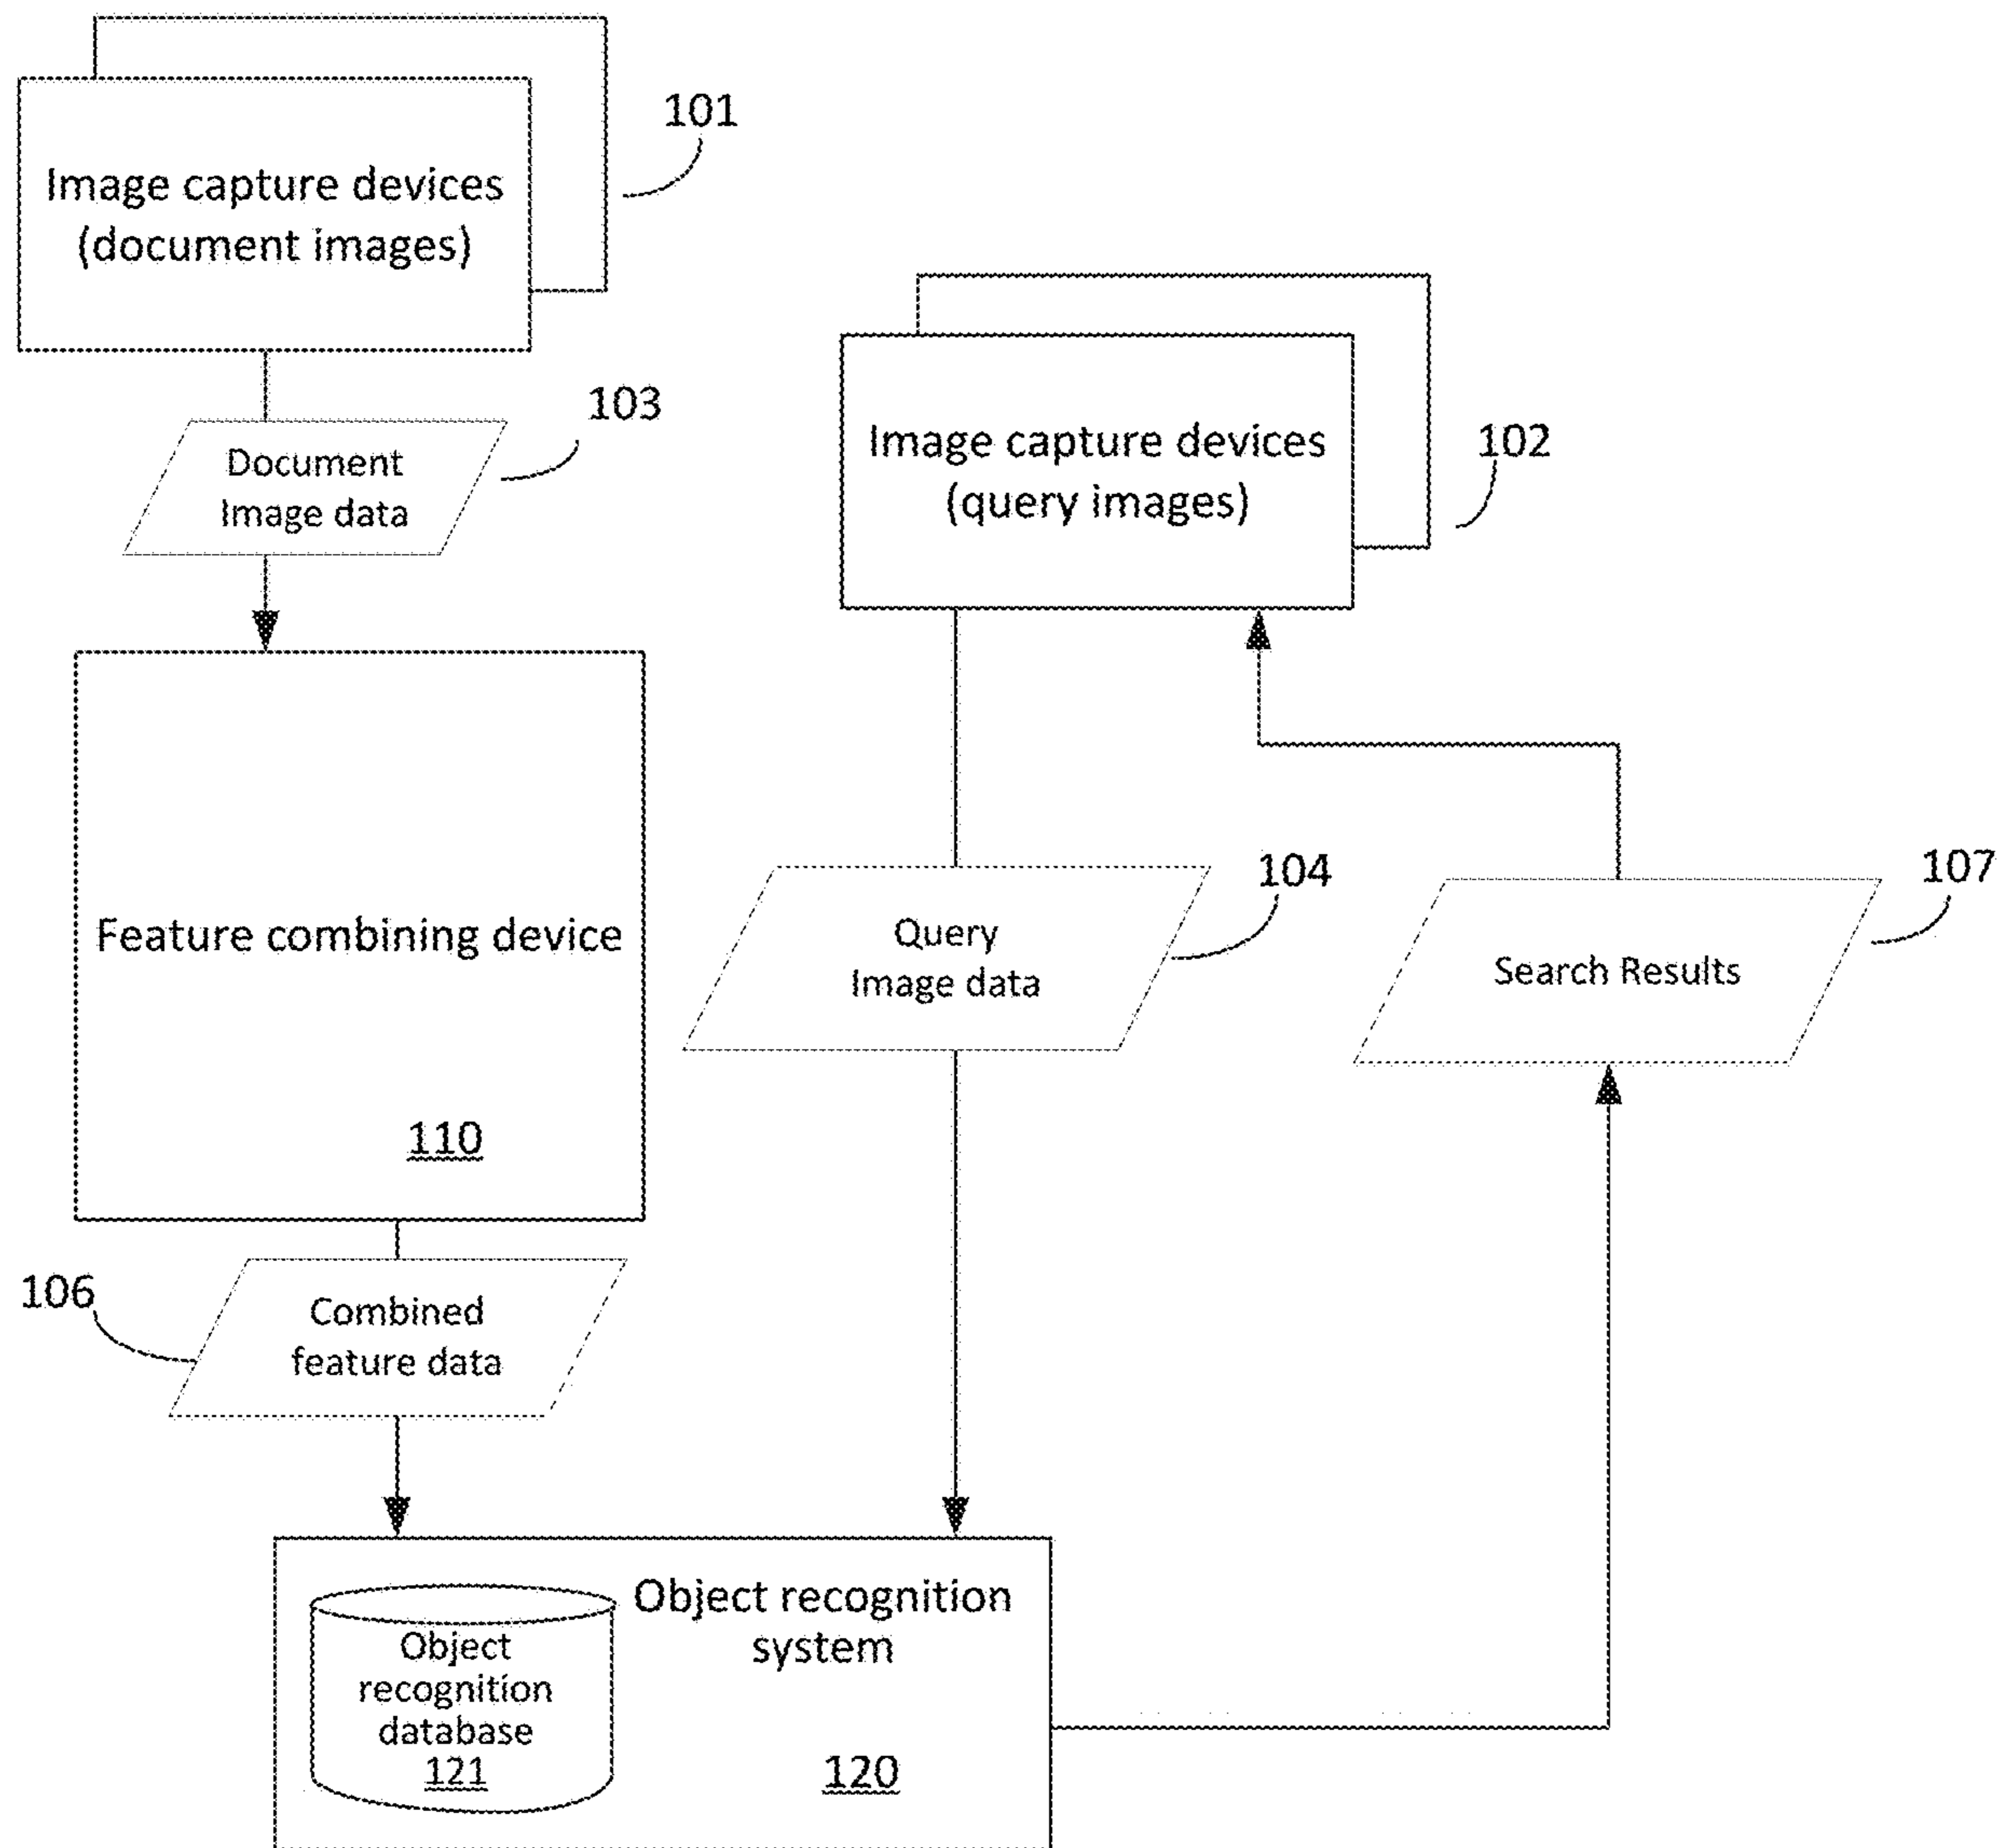 101
Image capture devices
(document images)
103
Document
Image data
Image capture devices
(query images)
102
Feature combining device
110
Query
Image data
104
Search Results
107
106
Combined
feature data
Object recognition
system
120
Object
recognition
database
121